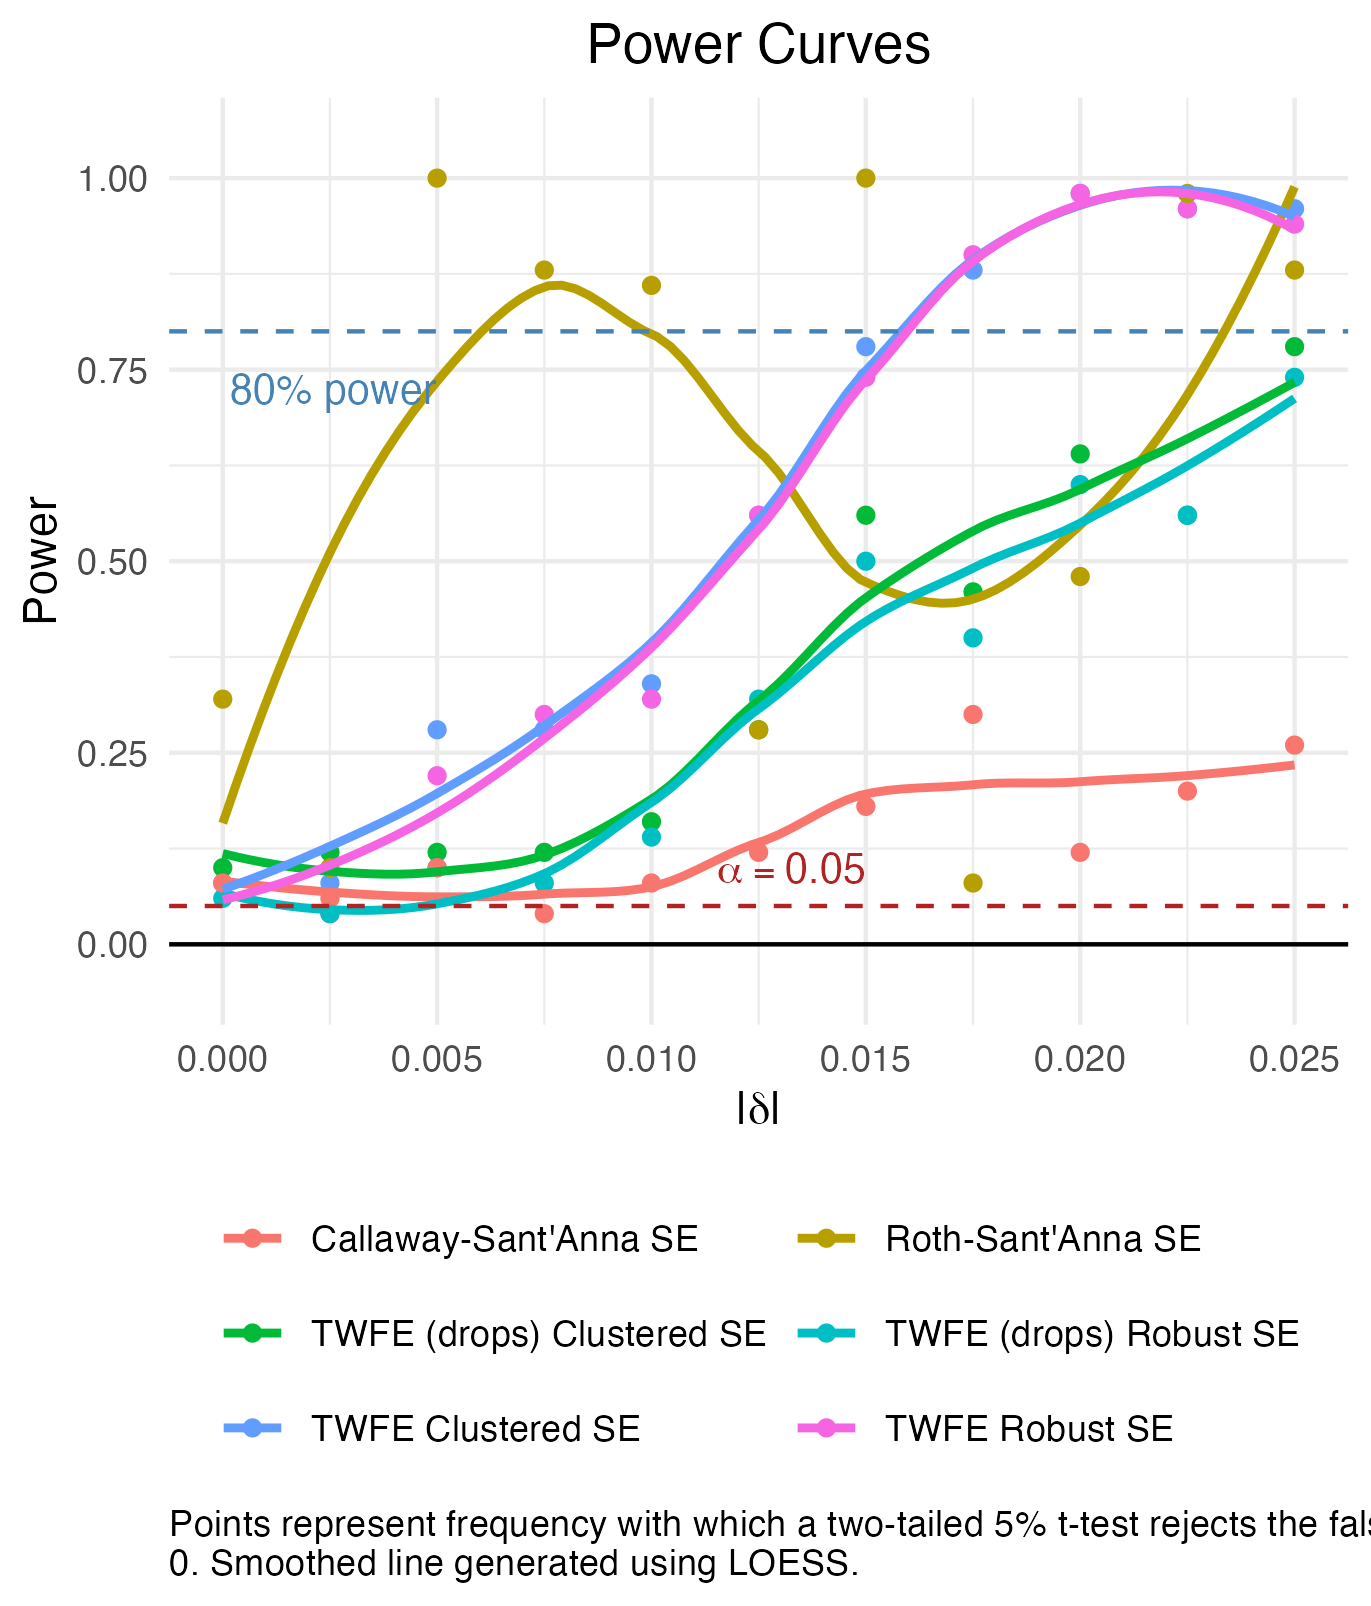 Power Curves
1.00
0.75
0.50
0.25
0.00
Power
80% power
α = 0.05
0.000 0.005 0.010 0.015 0.020 0.025
|δ|
Callaway-Sant'Anna SE Roth-Sant'Anna SE
TWFE (drops) Clustered SE TWFE (drops) Robust SE
TWFE Clustered SE TWFE Robust SE
Points represent frequency with which a two-tailed 5% t-test rejects the
0. Smoothed line generated using LOESS.